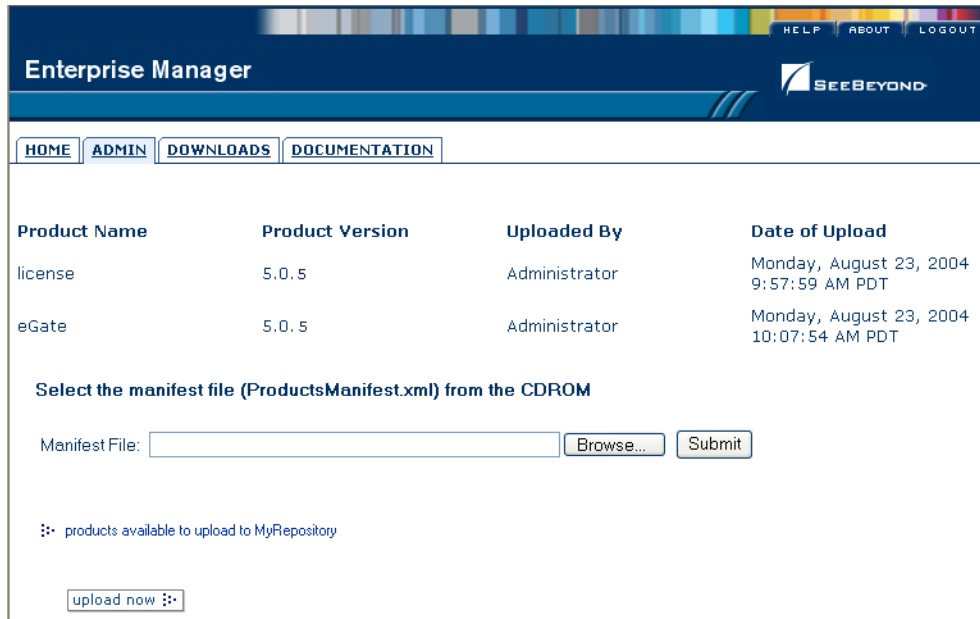 HELP ABOUT LOGOUT
Enterprise Manager
SEEBEYOND
HOME ADMIN DOWNLOADS DOCUMENTATION
Product Name Product Version Uploaded By Date of Upload
license 5.0.5 Administrator Monday, August 23, 2004
9:57:59 AM PDT
eGate 5.0.5 Administrator Monday, August 23, 2004
10:07:54 AM PDT
Select the manifest file (ProductsManifest.xml) from the CDROM
Manifest File: Browse... Submit
products available to upload to MyRepository
upload now